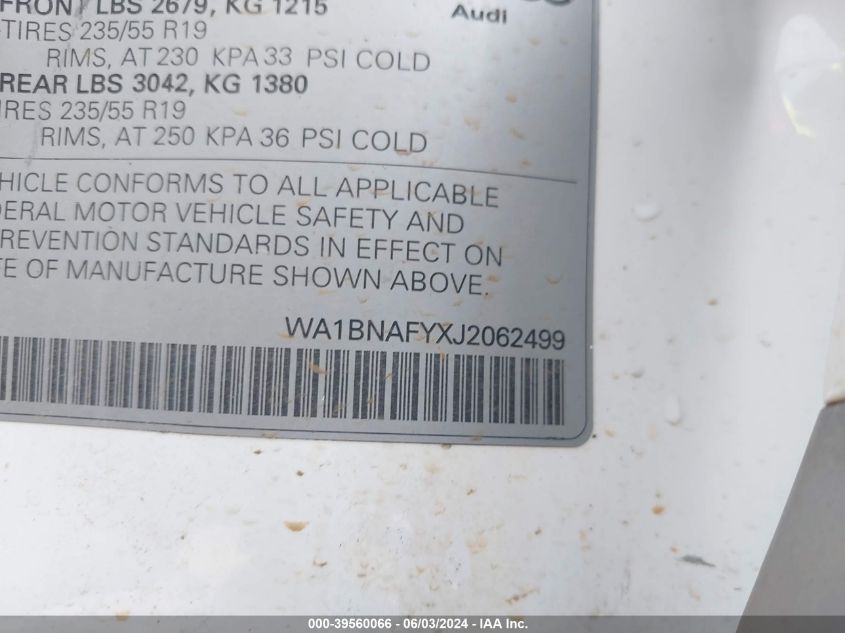 FRONT LBS 2679, KG 1215
TIRES 235/55 R19
RIMS, AT 230 KPA 33 PSI COLD
REAR LBS 3042, KG 1380
IRES 235/55 R19
RIMS, AT 250 KPA 36 PSI COLD
Audi
EHICLE CONFORMS TO ALL APPLICABLE
DERAL MOTOR VEHICLE SAFETY AND
PREVENTION STANDARDS IN EFFECT ON
TE OF MANUFACTURE SHOWN ABOVE.
WA1BNAFYXJ2062499
000-39560066 - 06/03/2024 - IAA Inc.